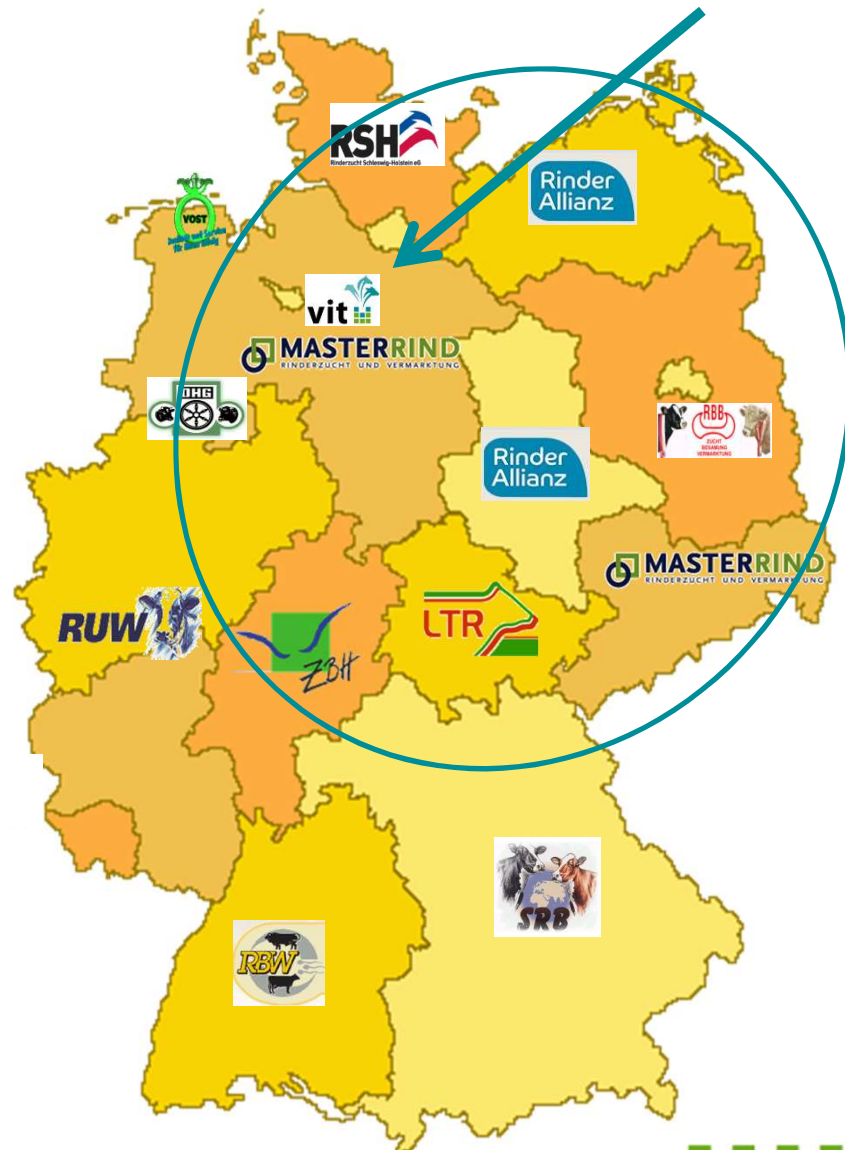 RSH
Rinderzucht Schleswig-Holstein eG
Rinder
Allianz
VOST
vit
MASTERRIND
RINDERZUCHT UND VERMARKTUNG
OHG
RBB
ZUCHT
BESAMUNG
VERMARKTUNG
Rinder
Allianz
MASTERRIND
RINDERZUCHT UND VERMARKTUNG
RUW
ZBH
LTR
SRB
RBW